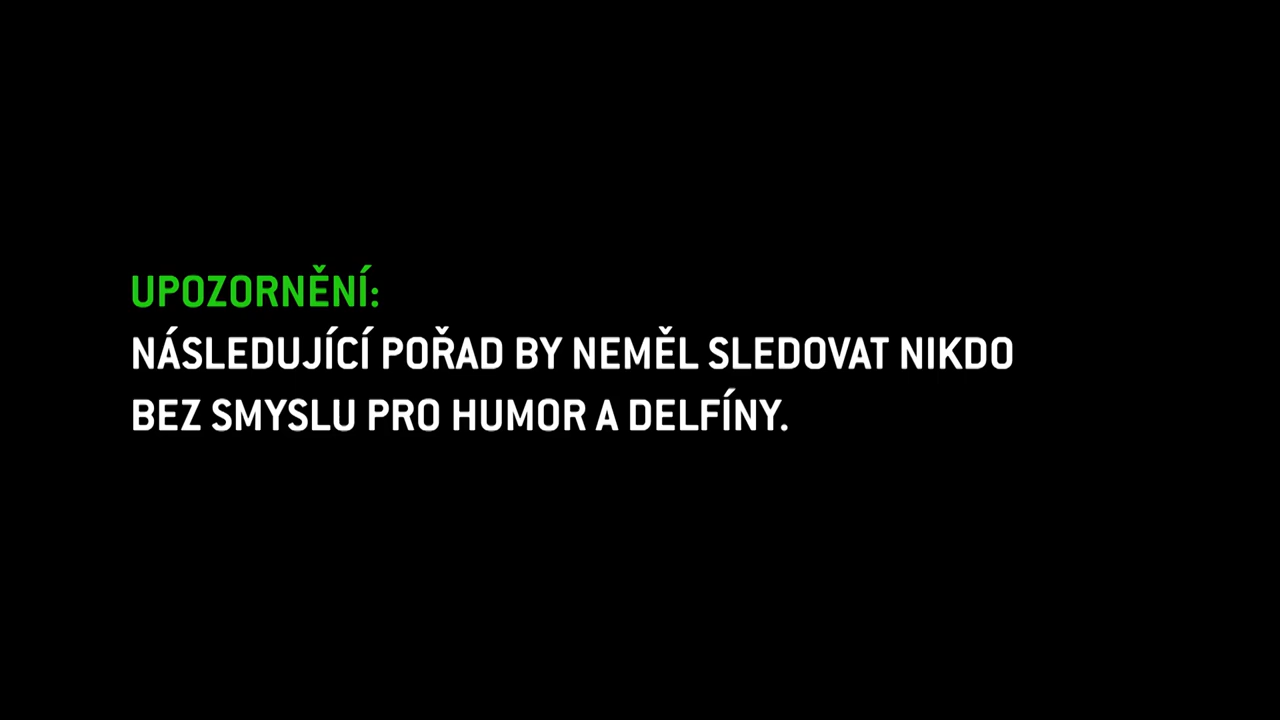 UPOZORNĚNÍ:
NÁSLEDUJÍCÍ POŘAD BY NEMĚL SLEDOVAT NIKDO
BEZ SMYSLU PRO HUMOR A DELFÍNY.